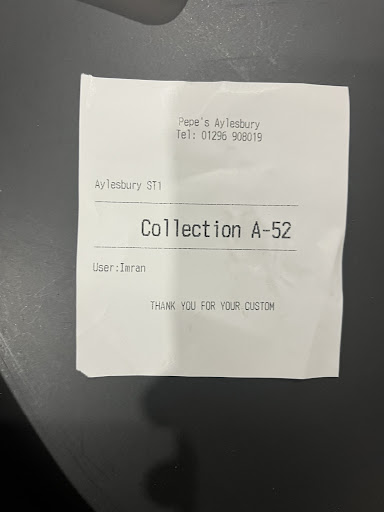 Pepe's Aylesbury
Tel: 01296 908019
Aylesbury ST1
Collection A-52
User:Imran
THANK YOU FOR YOUR CUSTOM